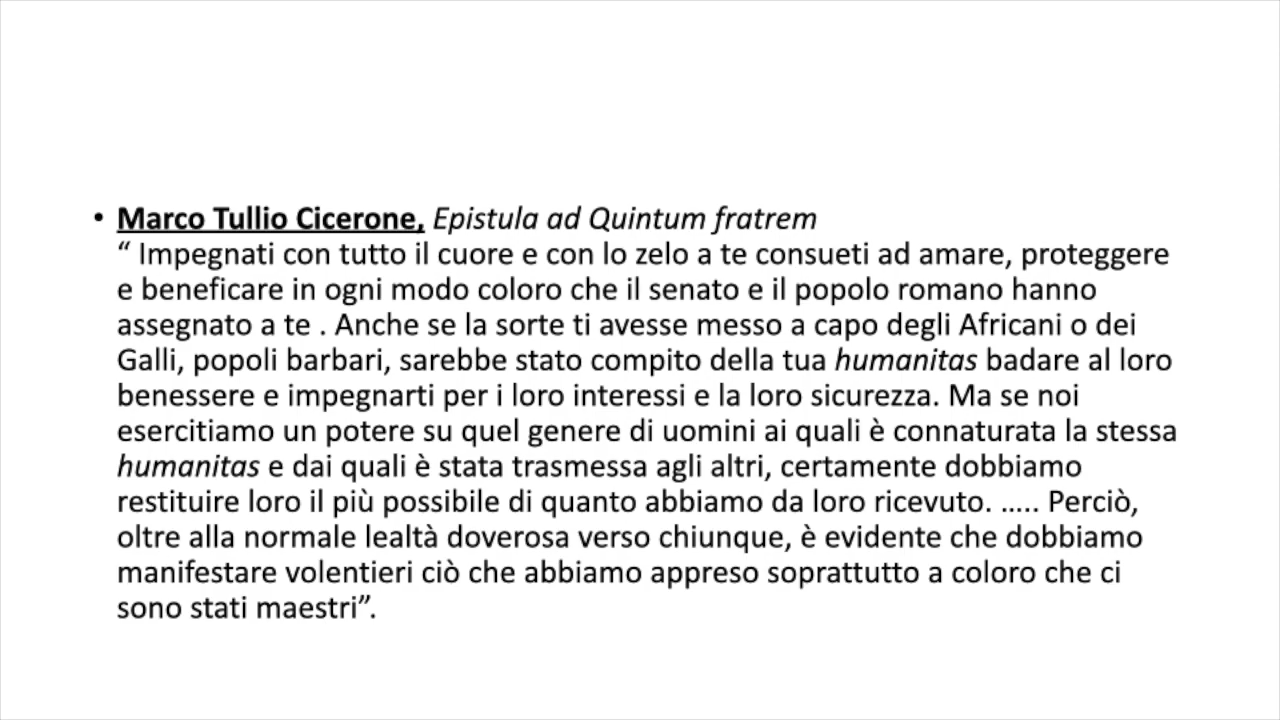 • Marco Tullio Cicerone, Epistula ad Quintum fratrem
“ Impegnati con tutto il cuore e con lo zelo a te consueti ad amare, proteggere
e beneficare in ogni modo coloro che il senato e il popolo romano hanno
assegnato a te . Anche se la sorte ti avesse messo a capo degli Africani o dei
Galli, popoli barbari, sarebbe stato compito della tua humanitas badare al loro
benessere e impegnarti per i loro interessi e la loro sicurezza. Ma se noi
esercitiamo un potere su quel genere di uomini ai quali è connaturata la stessa
humanitas e dai quali è stata trasmessa agli altri, certamente dobbiamo
restituire loro il più possibile di quanto abbiamo da loro ricevuto. ….. Perciò,
oltre alla normale lealtà doverosa verso chiunque, è evidente che dobbiamo
manifestare volentieri ciò che abbiamo appreso soprattutto a coloro che ci
sono stati maestri”.